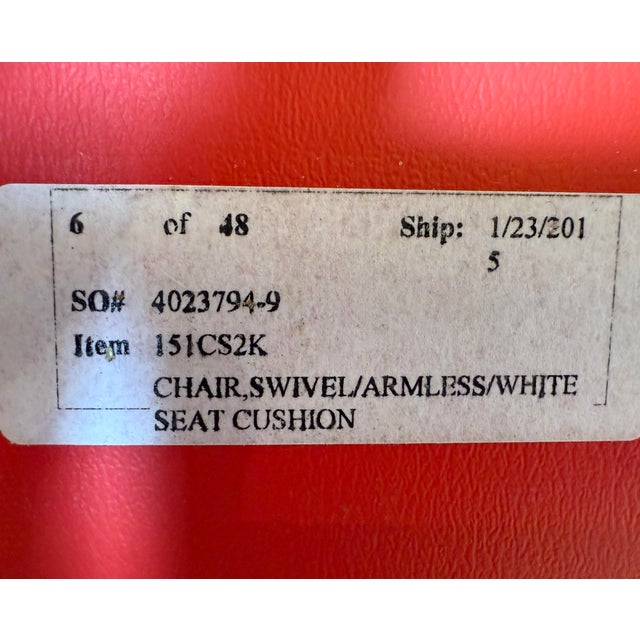 6 of 48 Ship: 1/23/201
5
SO# 4023794-9
Item 151CS2K
CHAIR,SWIVEL/ARMLESS/WHITE
SEAT CUSHION